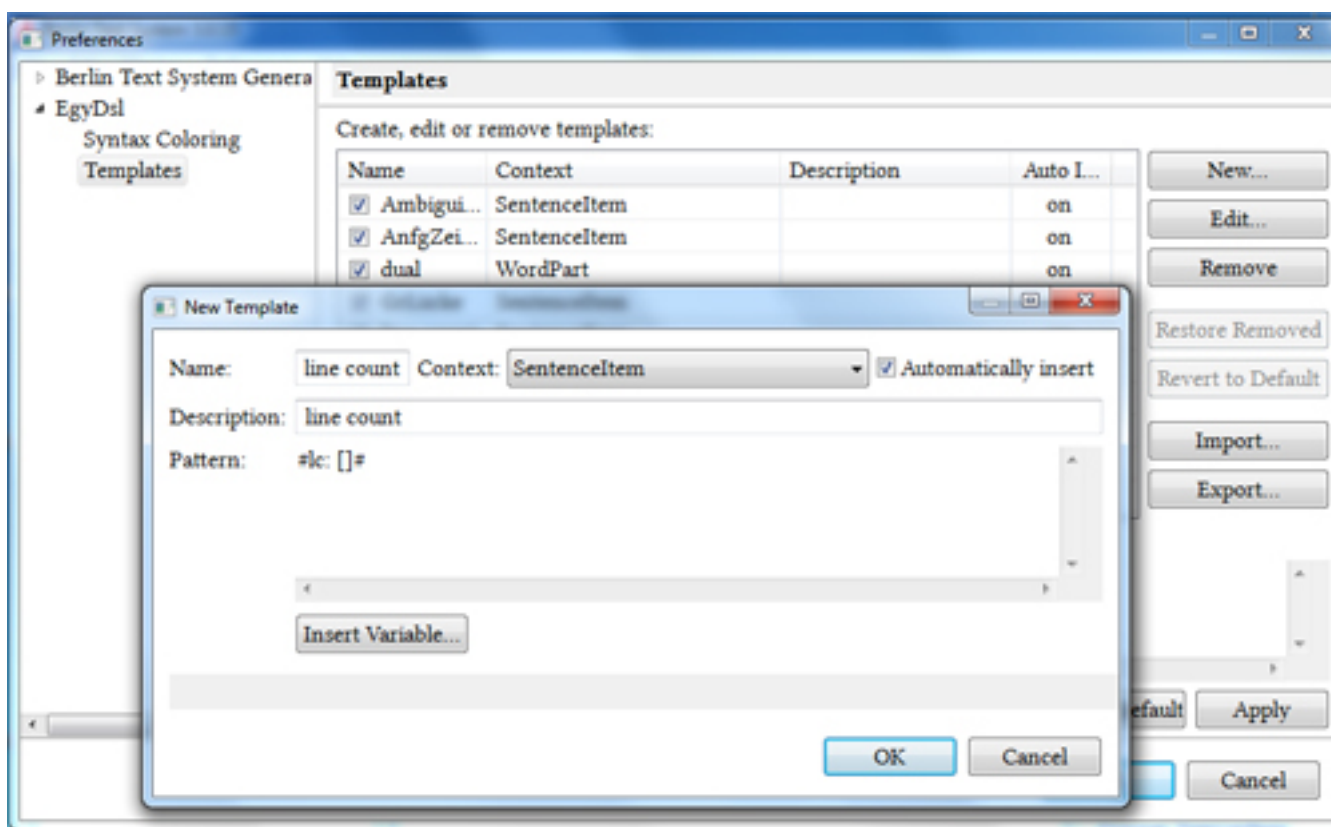 Preferences
Berlin Text System Genera
EgyDsl
Syntax Coloring
Templates
Templates
Create, edit or remove templates:
Name Context Description Auto I...
Ambigui... SentenceItem on
AnfgZei... SentenceItem on
dual WordPart on
New...
Edit...
Remove
Restore Removed
Revert to Default
Import...
Export...
New Template
Name: line count Context: SentenceItem Automatically insert
Description: line count
Pattern: #lc: []#
Insert Variable...
OK Cancel
efault Apply
Cancel